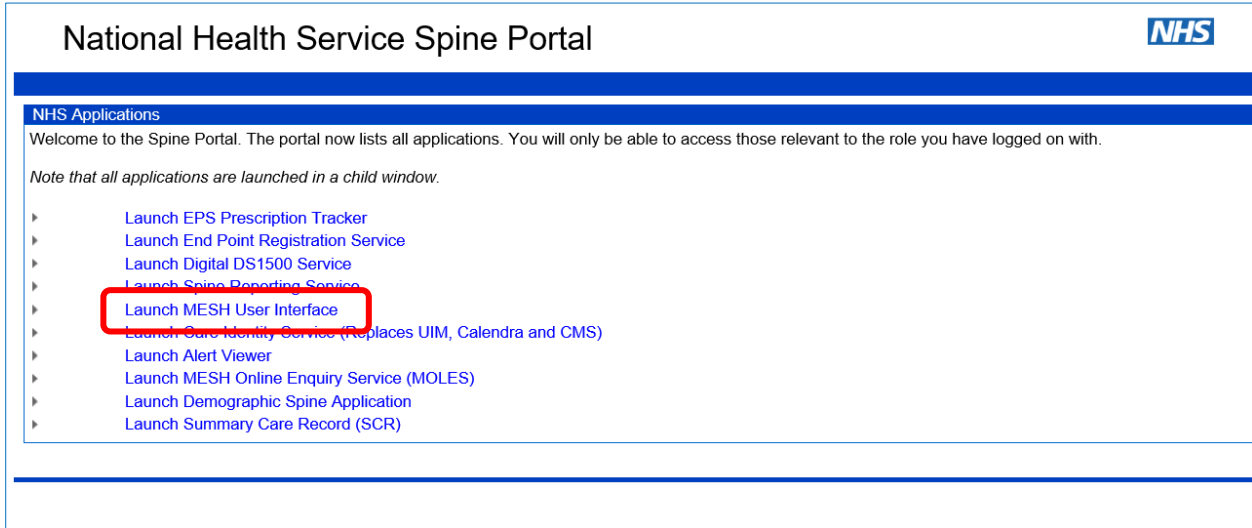 National Health Service Spine Portal
NHS
NHS Applications
Welcome to the Spine Portal. The portal now lists all applications. You will only be able to access those relevant to the role you have logged on with.
Note that all applications are launched in a child window.
Launch EPS Prescription Tracker
Launch End Point Registration Service
Launch Digital DS1500 Service
Launch Spine Reporting Service
Launch MESH User Interface
Launch Care Identity Service (Replaces UIM, Calendra and CMS)
Launch Alert Viewer
Launch MESH Online Enquiry Service (MOLES)
Launch Demographic Spine Application
Launch Summary Care Record (SCR)